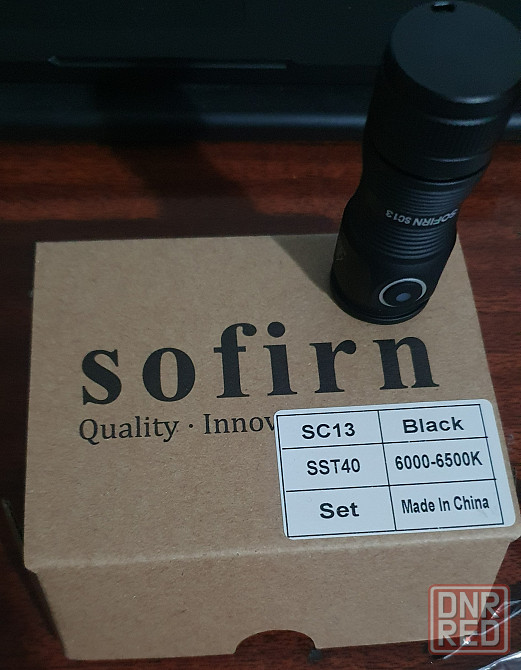 SOFIRN SC13
sofirn
Quality · Innov
SC13 Black
SST40 6000-6500K
Set Made In China
DNR
RED